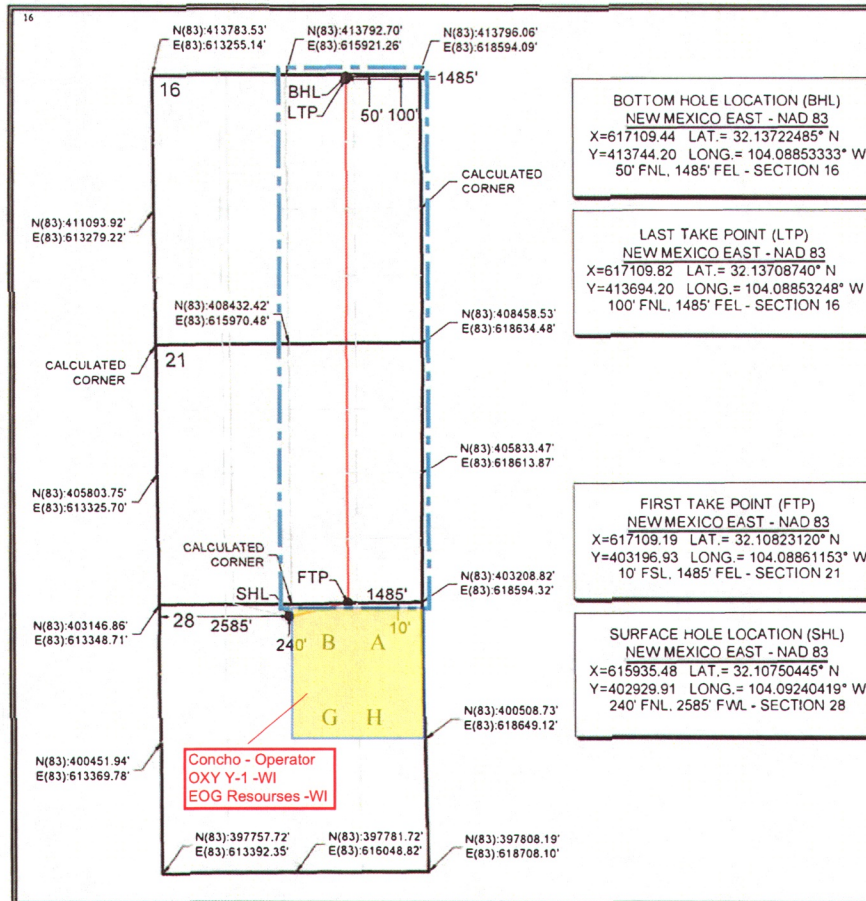 16
N(83):413783.53'
E(83):613255.14'
N(83):413792.70'
E(83):615921.26'
N(83):413796.06'
E(83):618594.09'
16
BHL
LTP
1485'
50' 100'
CALCULATED
CORNER
N(83):411093.92'
E(83):613279.22'
N(83):408432.42'
E(83):615970.48'
N(83):408458.53'
E(83):618634.48'
CALCULATED
CORNER
21
N(83):405833.47'
E(83):618613.87'
N(83):405803.75'
E(83):613325.70'
CALCULATED
CORNER
SHL
FTP
1485'
N(83):403208.82'
E(83):618594.32'
N(83):403146.86'
E(83):613348.71'
28
2585'
240'
10'
B A
G H
N(83):400508.73'
E(83):618649.12'
N(83):400451.94'
E(83):613369.78'
Concho - Operator
OXY Y-1 -WI
EOG Resourses -WI
N(83):397757.72'
E(83):613392.35'
N(83):397781.72'
E(83):616048.82'
N(83):397808.19'
E(83):618708.10'
BOTTOM HOLE LOCATION (BHL)
NEW MEXICO EAST - NAD 83
X=617109.44 LAT.= 32.13722485° N
Y=413744.20 LONG.= 104.08853333° W
50' FNL, 1485' FEL - SECTION 16
LAST TAKE POINT (LTP)
NEW MEXICO EAST - NAD 83
X=617109.82 LAT.= 32.13708740° N
Y=413694.20 LONG.= 104.08853248° W
100' FNL, 1485' FEL - SECTION 16
FIRST TAKE POINT (FTP)
NEW MEXICO EAST - NAD 83
X=617109.19 LAT.= 32.10823120° N
Y=403196.93 LONG.= 104.08861153° W
10' FSL, 1485' FEL - SECTION 21
SURFACE HOLE LOCATION (SHL)
NEW MEXICO EAST - NAD 83
X=615935.48 LAT.= 32.10750445° N
Y=402929.91 LONG.= 104.09240419° W
240' FNL, 2585' FWL - SECTION 28